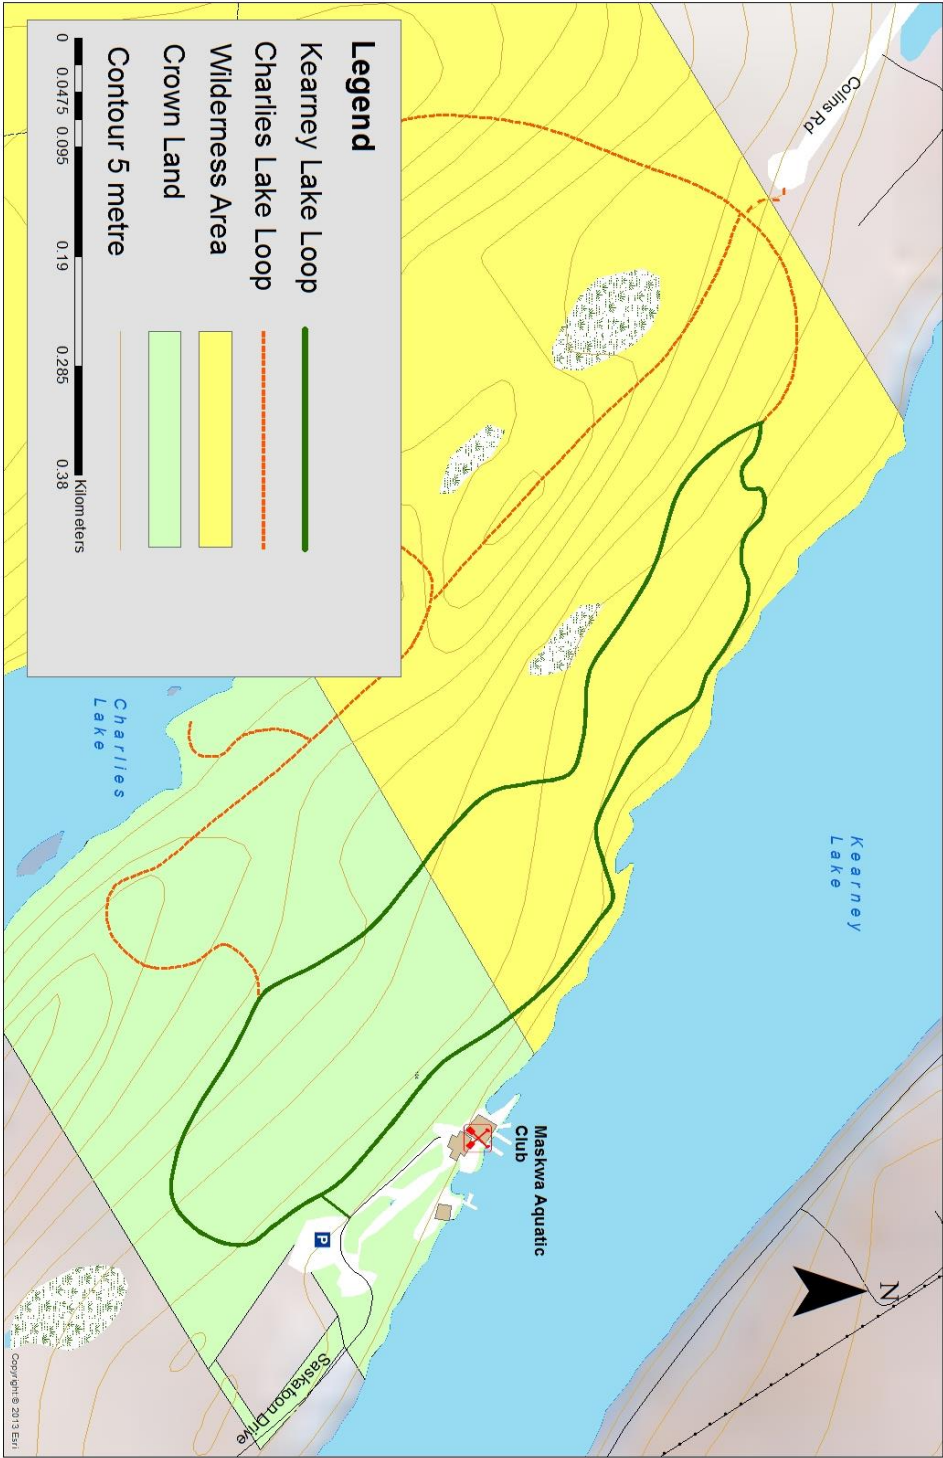 Legend
Kearney Lake Loop
Charlies Lake Loop
Wilderness Area
Crown Land
Contour 5 metre
0 0.0475 0.095 0.19 0.285 0.38
Kilometers
Colins Rd
Kearney
Lake
Charlies
Lake
Maskwa Aquatic
Club
P
Saskatoon Drive
N
Copyright:© 2013 Esri